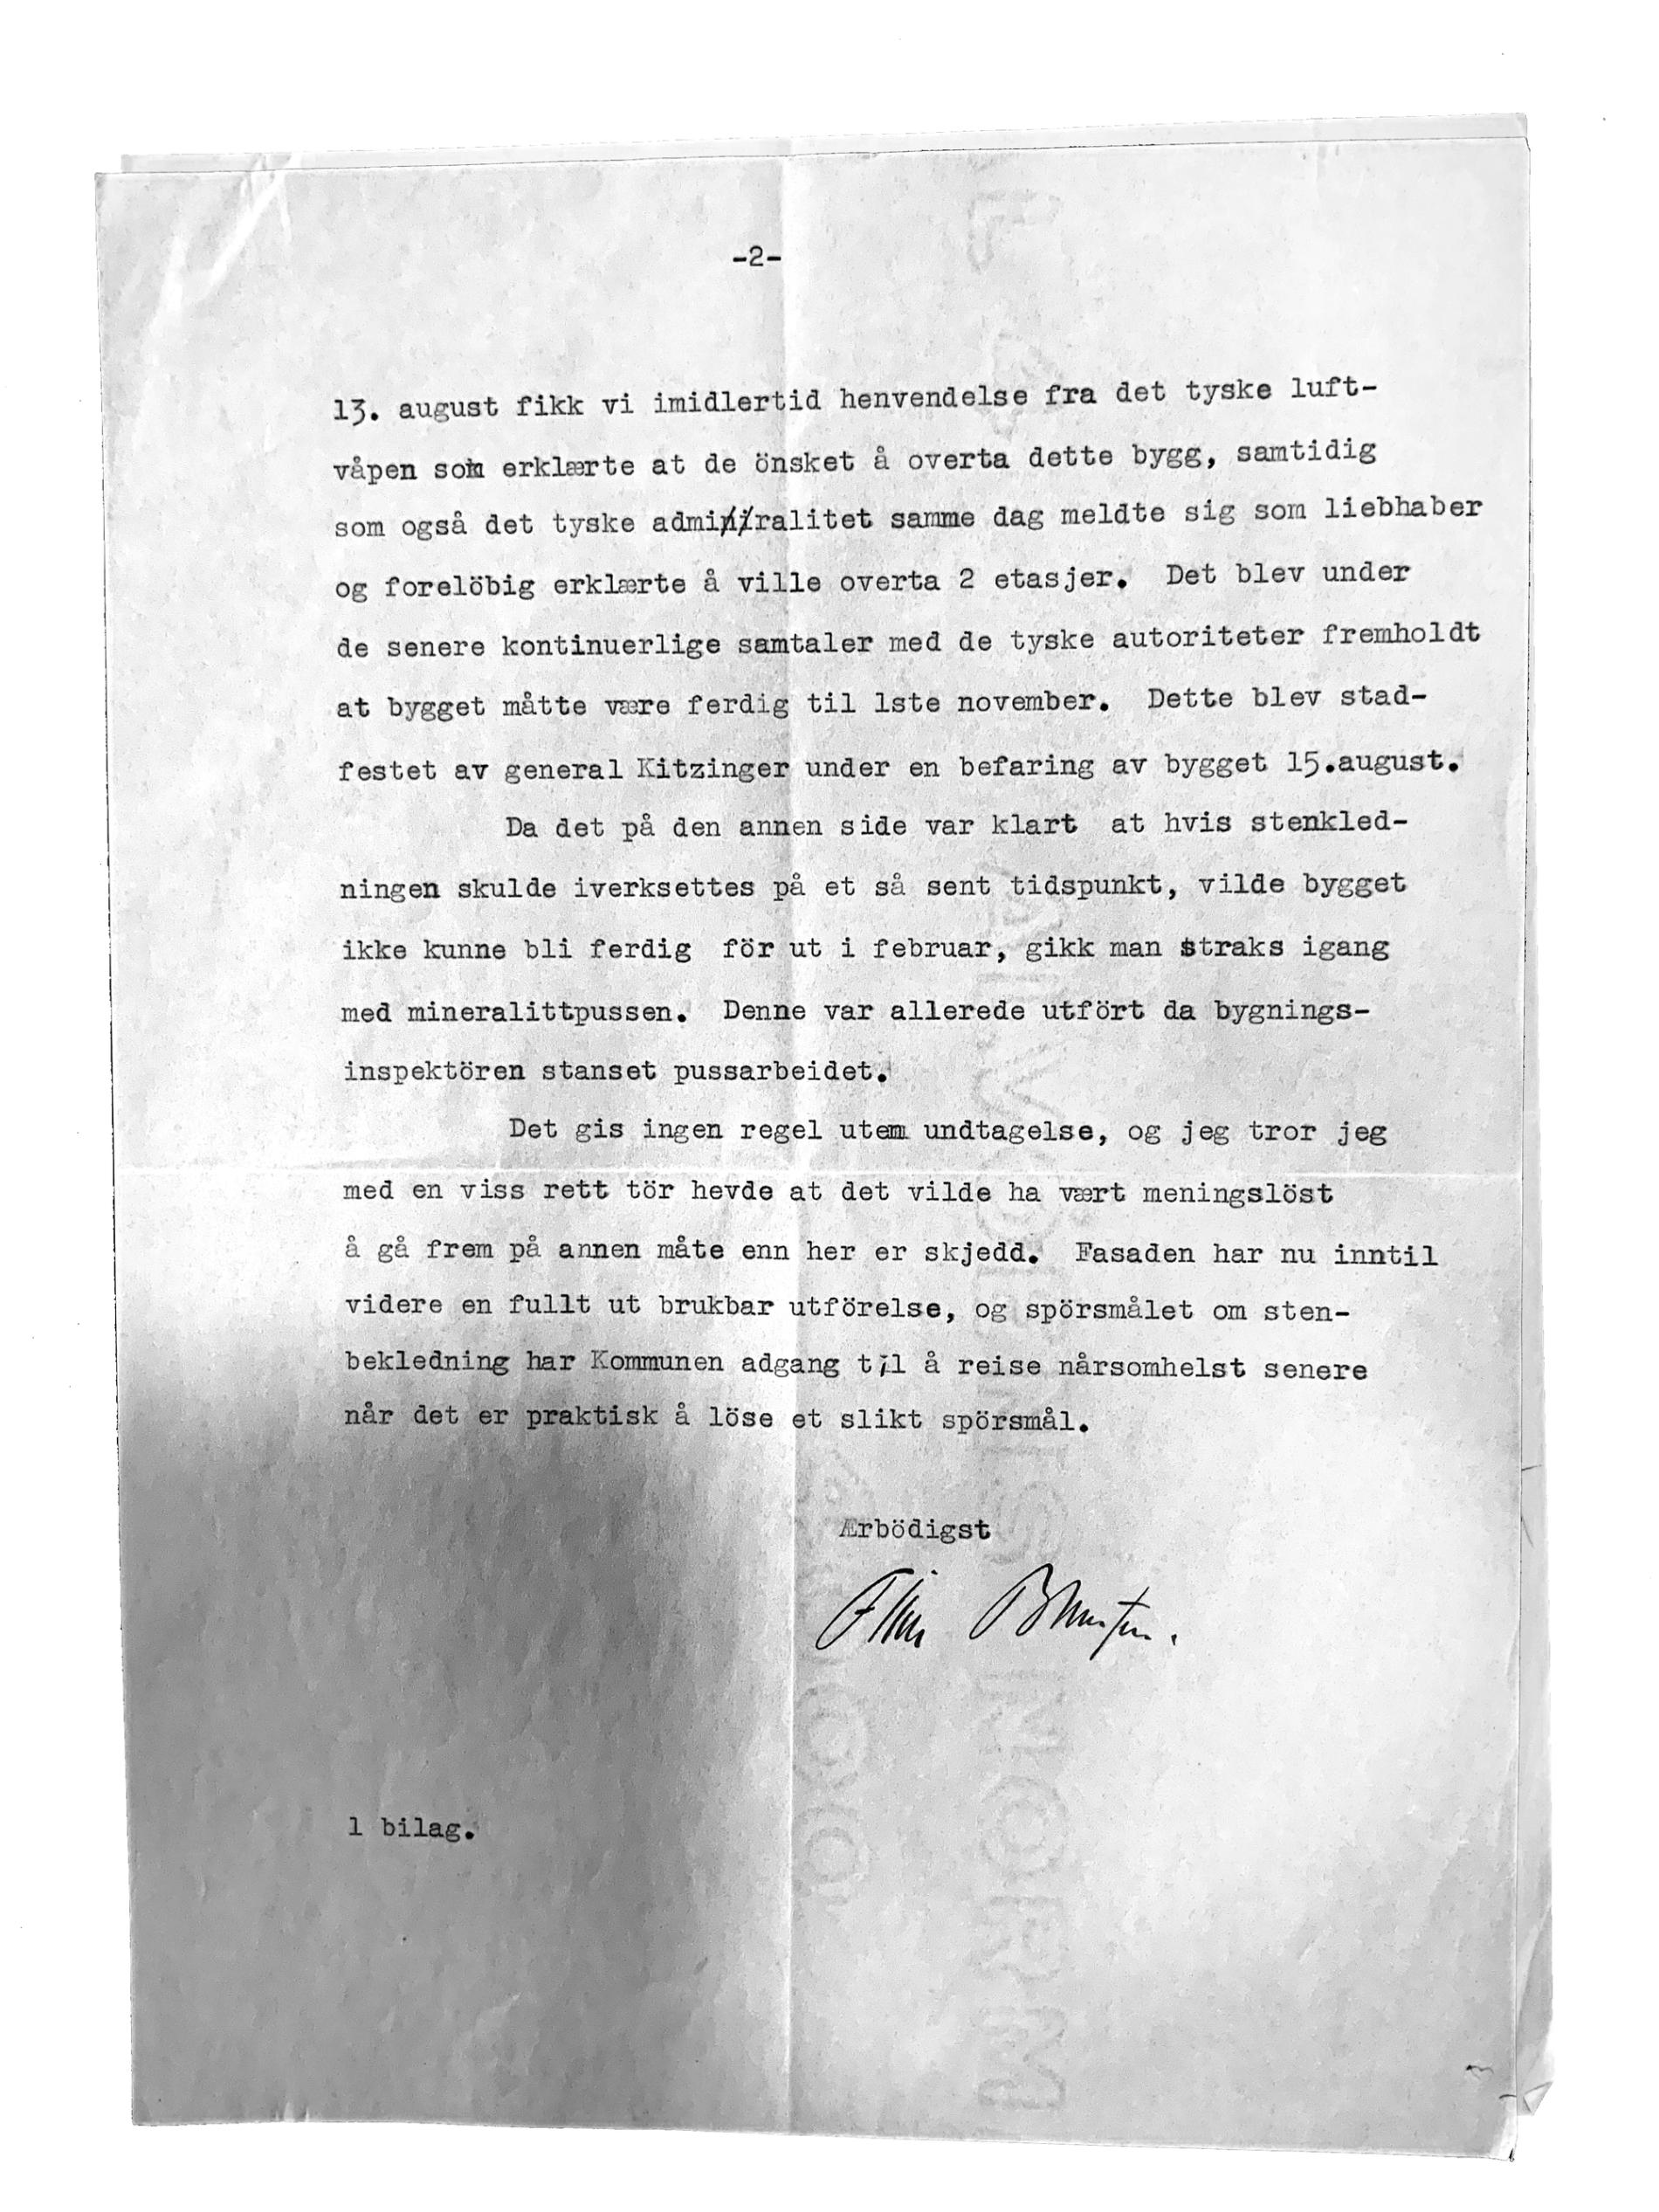 -2-
13. august fikk vi imidlertid henvendelse fra det tyske luft-
våpen som erklærte at de önsket å overta dette bygg, samtidig
som også det tyske admiralitet samme dag meldte sig som liebhaber
og forelöbig erklærte å ville overta 2 etasjer. Det blev under
de senere kontinuerlige samtaler med de tyske autoriteter fremholdt
at bygget måtte være ferdig til 1ste november. Dette blev stad-
festet av general Kitzinger under en befaring av bygget 15.august.
Da det på den annen side var klart at hvis stenkled-
ningen skulde iverksettes på et så sent tidspunkt, vilde bygget
ikke kunne bli ferdig för ut i februar, gikk man straks igang
med mineralittpussen. Denne var allerede utfört da bygnings-
inspektören stanset pussarbeidet.
Det gis ingen regel uten undtagelse, og jeg tror jeg
med en viss rett tör hevde at det vilde ha vært meningslöst
å gå frem på annen måte enn her er skjedd. Fasaden har nu inntil
videre en fullt ut brukbar utförelse, og spörsmålet om sten-
bekledning har Kommunen adgang til å reise nårsomhelst senere
når det er praktisk å löse et slikt spörsmål.
Ærbödigst
1 bilag.